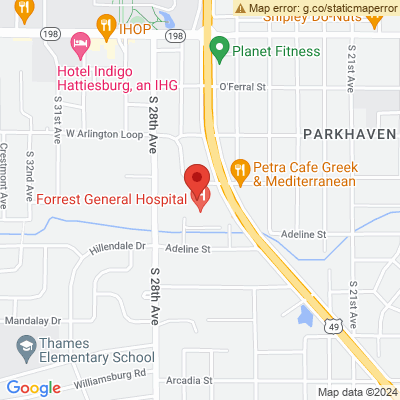 Map error: g.co/staticmaperror
IHOP
Shipley Do-Nuts
198
198
Planet Fitness
Hotel Indigo
Hattiesburg, an IHG
O'Ferral St
S 31st Ave
S 28th Ave
S 21st Ave
W Arlington Loop
PARKHAVEN
Crestmont Ave
S 32nd Ave
Petra Cafe Greek
& Mediterranean
Forrest General Hospital
Adeline St
Hillendale Dr
Adeline St
S 28th Ave
S 21st Ave
Mandalay Dr
49
Thames
Elementary School
Williamsburg Rd
Arcadia St
Google
Map data ©2024